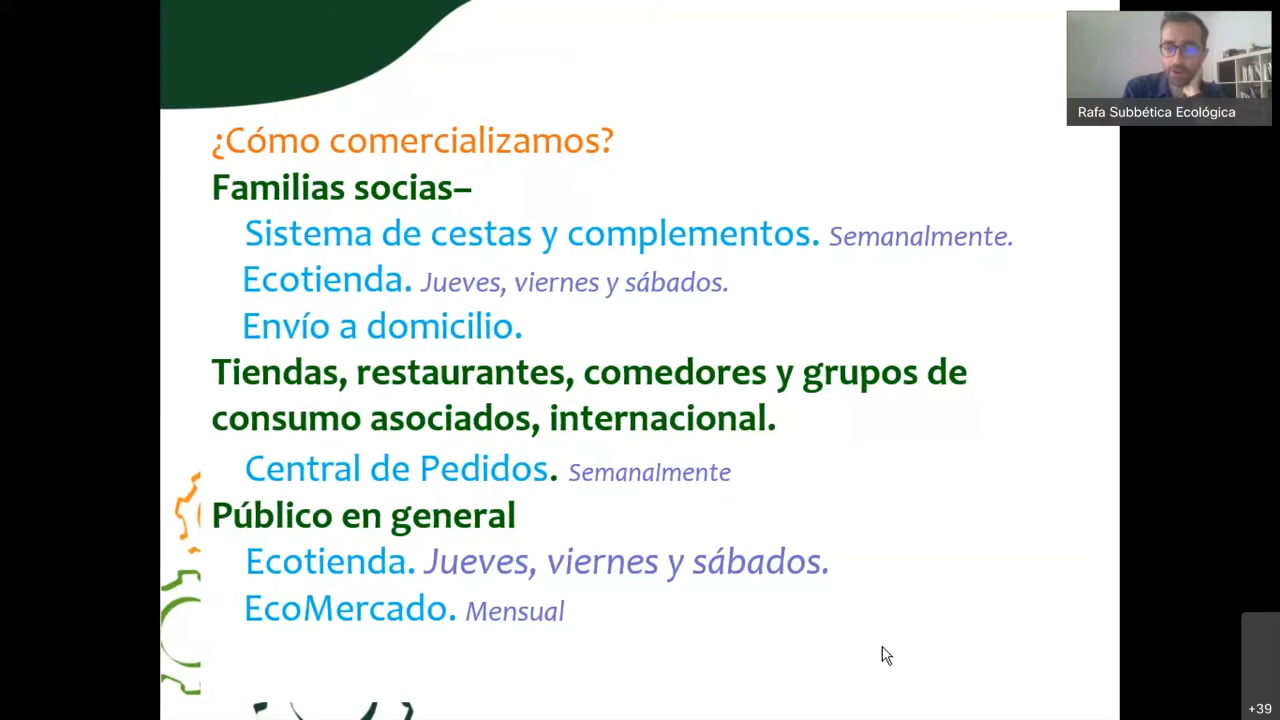 Rafa Subbética Ecológica
¿Cómo comercializamos?
Familias socias–
Sistema de cestas y complementos. Semanalmente.
Ecotienda. Jueves, viernes y sábados.
Envío a domicilio.
Tiendas, restaurantes, comedores y grupos de
consumo asociados, internacional.
Central de Pedidos. Semanalmente
Público en general
Ecotienda. Jueves, viernes y sábados.
EcoMercado. Mensual
+39